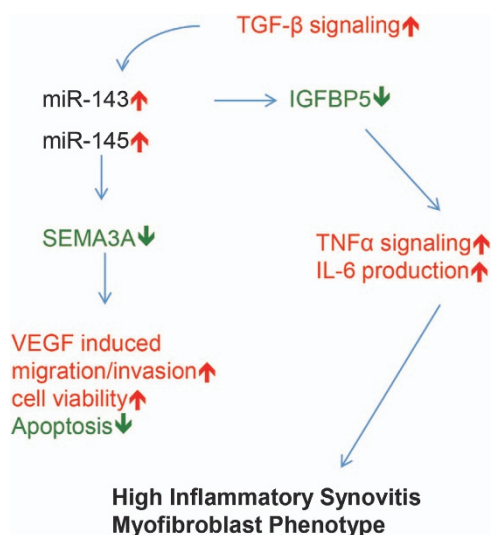 TGF-β signaling↑
miR-143↑
IGFBP5↓
miR-145↑
SEMA3A↓
TNFα signaling↑
IL-6 production↑
VEGF induced
migration/invasion↑
cell viability↑
Apoptosis↓
High Inflammatory Synovitis
Myofibroblast Phenotype